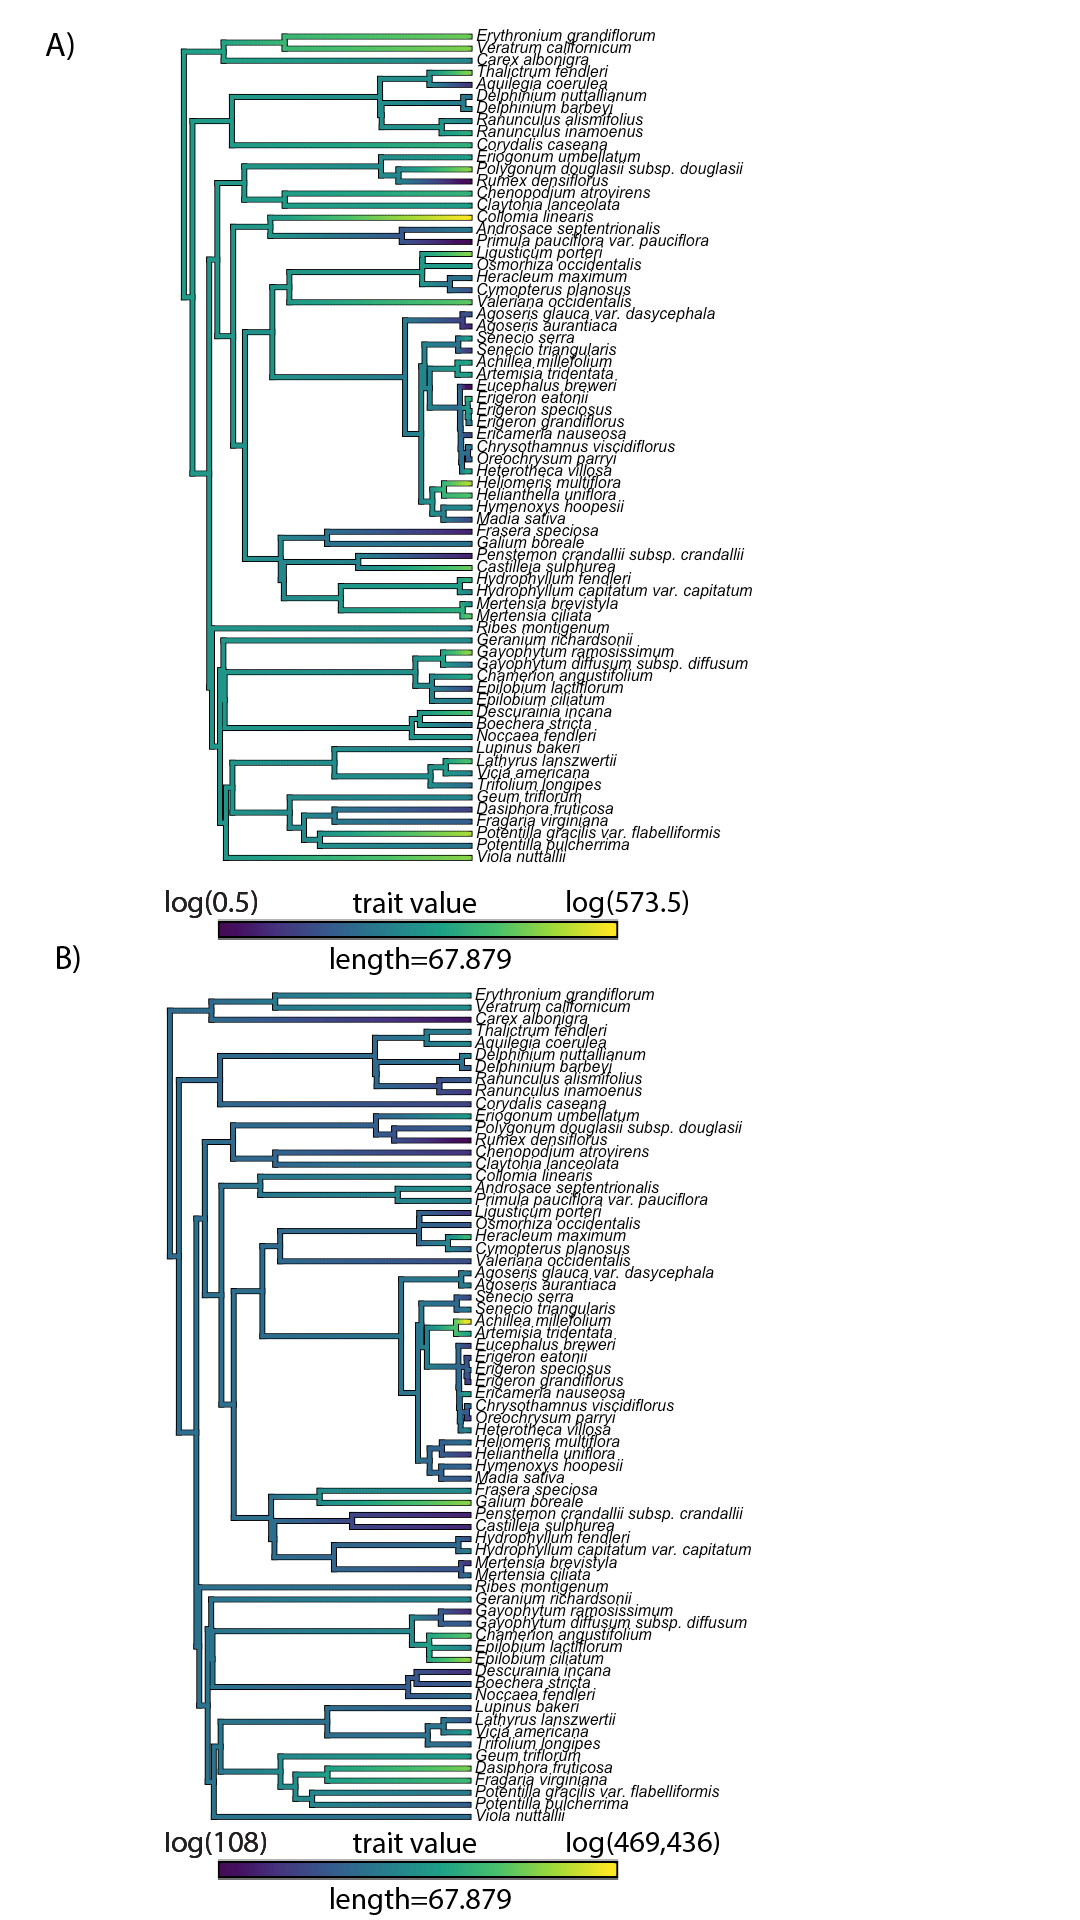 A)
Erythronium grandiflorum
Veratrum californicum
Carex albonigra
Thalictrum fendleri
Aquilegia coerulea
Delphinium nuttallianum
Delphinium barbeyi
Ranunculus alismifolius
Ranunculus inamoenus
Corydalis caseana
Eriogonum umbellatum
Polygonum douglasii subsp. douglasii
Rumex densiflorus
Chenopodium atrovirens
Claytonia lanceolata
Collomia linearis
Androsace septentrionalis
Primula pauciflora var. pauciflora
Ligusticum porteri
Osmorhiza occidentalis
Heracleum maximum
Cymopterus planosus
Valeriana occidentalis
Agoseris glauca var. dasycephala
Agoseris aurantiaca
Senecio serra
Senecio triangularis
Achillea millefolium
Artemisia tridentata
Eucephalus breweri
Erigeron eatonii
Erigeron speciosus
Erigeron grandiflorus
Ericameria nauseosa
Chrysothamnus viscidiflorus
Oreochrysum parryi
Heterotheca villosa
Heliomeris multiflora
Helianthella uniflora
Hymenoxys hoopesii
Madia sativa
Frasera speciosa
Galium boreale
Penstemon crandallii subsp. crandallii
Castilleja sulphurea
Hydrophyllum fendleri
Hydrophyllum capitatum var. capitatum
Mertensia brevistyla
Mertensia ciliata
Ribes montigenum
Geranium richardsonii
Gayophytum ramosissimum
Gayophytum diffusum subsp. diffusum
Chamerion angustifolium
Epilobium lactiflorum
Epilobium ciliatum
Descurainia incana
Boechera stricta
Noccaea fendleri
Lupinus bakeri
Lathyrus lanszwertii
Vicia americana
Trifolium longipes
Geum triflorum
Dasiphora fruticosa
Fragaria virginiana
Potentilla gracilis var. flabelliformis
Potentilla pulcherrima
Viola nuttallii
log(0.5) trait value log(573.5)
length=67.879
B)
Erythronium grandiflorum
Veratrum californicum
Carex albonigra
Thalictrum fendleri
Aquilegia coerulea
Delphinium nuttallianum
Delphinium barbeyi
Ranunculus alismifolius
Ranunculus inamoenus
Corydalis caseana
Eriogonum umbellatum
Polygonum douglasii subsp. douglasii
Rumex densiflorus
Chenopodium atrovirens
Claytonia lanceolata
Collomia linearis
Androsace septentrionalis
Primula pauciflora var. pauciflora
Ligusticum porteri
Osmorhiza occidentalis
Heracleum maximum
Cymopterus planosus
Valeriana occidentalis
Agoseris glauca var. dasycephala
Agoseris aurantiaca
Senecio serra
Senecio triangularis
Achillea millefolium
Artemisia tridentata
Eucephalus breweri
Erigeron eatonii
Erigeron speciosus
Erigeron grandiflorus
Ericameria nauseosa
Chrysothamnus viscidiflorus
Oreochrysum parryi
Heterotheca villosa
Heliomeris multiflora
Helianthella uniflora
Hymenoxys hoopesii
Madia sativa
Frasera speciosa
Galium boreale
Penstemon crandallii subsp. crandallii
Castilleja sulphurea
Hydrophyllum fendleri
Hydrophyllum capitatum var. capitatum
Mertensia brevistyla
Mertensia ciliata
Ribes montigenum
Geranium richardsonii
Gayophytum ramosissimum
Gayophytum diffusum subsp. diffusum
Chamerion angustifolium
Epilobium lactiflorum
Epilobium ciliatum
Descurainia incana
Boechera stricta
Noccaea fendleri
Lupinus bakeri
Lathyrus lanszwertii
Vicia americana
Trifolium longipes
Geum triflorum
Dasiphora fruticosa
Fragaria virginiana
Potentilla gracilis var. flabelliformis
Potentilla pulcherrima
Viola nuttallii
log(108) trait value log(469,436)
length=67.879